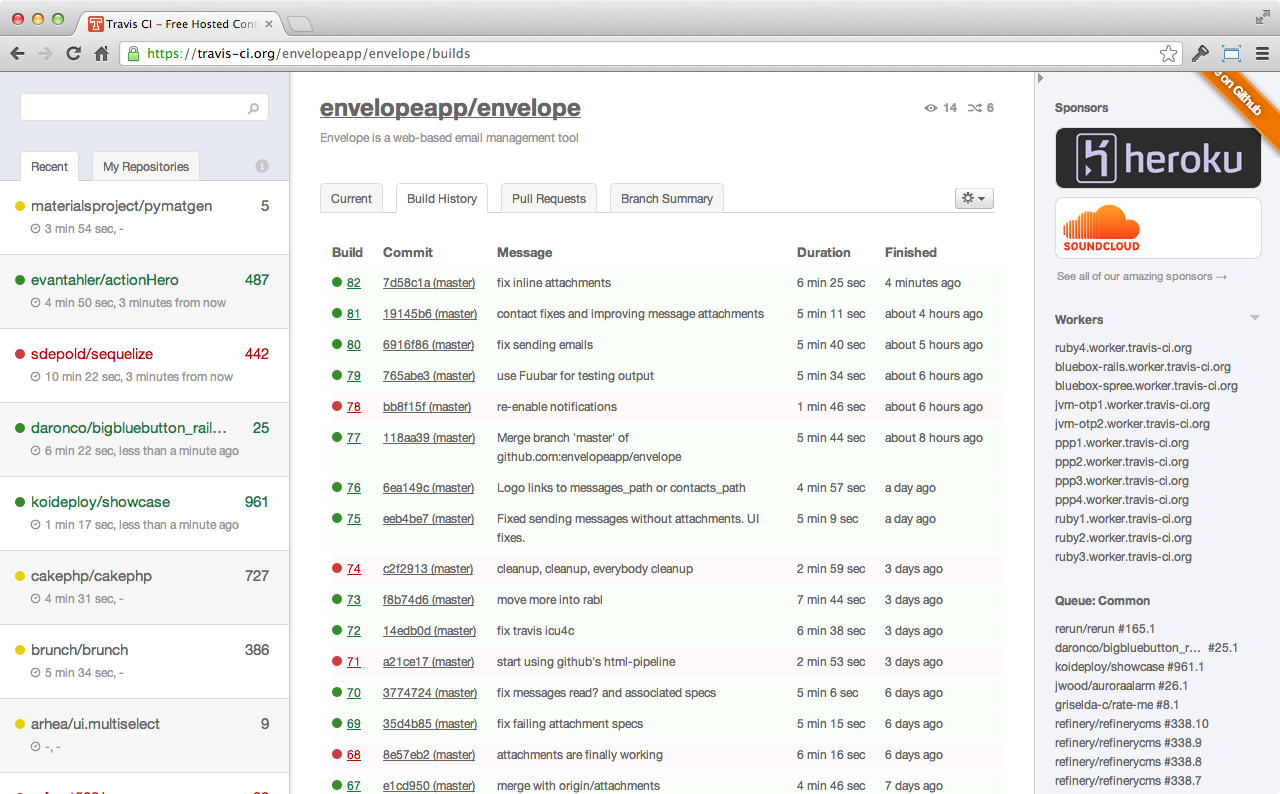 Travis CI – Free Hosted Con
https://travis-ci.org/envelopeapp/envelope/builds
Recent
My Repositories
materialsproject/pymatgen 5
3 min 54 sec, -
evantahler/actionHero 487
4 min 50 sec, 3 minutes from now
sdepold/sequelize 442
10 min 22 sec, 3 minutes from now
daronco/bigbluebutton_rail... 25
6 min 22 sec, less than a minute ago
koideploy/showcase 961
1 min 17 sec, less than a minute ago
cakephp/cakephp 727
4 min 31 sec, -
brunch/brunch 386
5 min 34 sec, -
arhea/ui.multiselect 9
-, -
envelopeapp/envelope
14 6
Envelope is a web-based email management tool
Current
Build History
Pull Requests
Branch Summary
Build Commit Message Duration Finished
82 7d58c1a (master) fix inline attachments 6 min 25 sec 4 minutes ago
81 19145b6 (master) contact fixes and improving message attachments 5 min 11 sec about 4 hours ago
80 6916f86 (master) fix sending emails 5 min 40 sec about 5 hours ago
79 765abe3 (master) use Fuubar for testing output 5 min 34 sec about 6 hours ago
78 bb8f15f (master) re-enable notifications 1 min 46 sec about 6 hours ago
77 118aa39 (master) Merge branch 'master' of 5 min 44 sec about 8 hours ago
github.com:envelopeapp/envelope
76 6ea149c (master) Logo links to messages_path or contacts_path 4 min 57 sec a day ago
75 eeb4be7 (master) Fixed sending messages without attachments. UI 5 min 9 sec a day ago
fixes.
74 c2f2913 (master) cleanup, cleanup, everybody cleanup 2 min 59 sec 3 days ago
73 f8b74d6 (master) move more into rabl 7 min 44 sec 3 days ago
72 14edb0d (master) fix travis icu4c 6 min 38 sec 3 days ago
71 a21ce17 (master) start using github's html-pipeline 2 min 53 sec 3 days ago
70 3774724 (master) fix messages read? and associated specs 5 min 6 sec 6 days ago
69 35d4b85 (master) fix failing attachment specs 5 min 15 sec 6 days ago
68 8e57eb2 (master) attachments are finally working 6 min 16 sec 6 days ago
67 e1cd950 (master) merge with origin/attachments 4 min 46 sec 7 days ago
on Github
Sponsors
heroku
SOUNDCLOUD
See all of our amazing sponsors →
Workers
ruby4.worker.travis-ci.org
bluebox-rails.worker.travis-ci.org
bluebox-spree.worker.travis-ci.org
jvm-otp1.worker.travis-ci.org
jvm-otp2.worker.travis-ci.org
ppp1.worker.travis-ci.org
ppp2.worker.travis-ci.org
ppp3.worker.travis-ci.org
ppp4.worker.travis-ci.org
ruby1.worker.travis-ci.org
ruby2.worker.travis-ci.org
ruby3.worker.travis-ci.org
Queue: Common
rerun/rerun #165.1
daronco/bigbluebutton_r... #25.1
koideploy/showcase #961.1
jwood/auroraalarm #26.1
griselda-c/rate-me #8.1
refinery/refinerycms #338.10
refinery/refinerycms #338.9
refinery/refinerycms #338.8
refinery/refinerycms #338.7